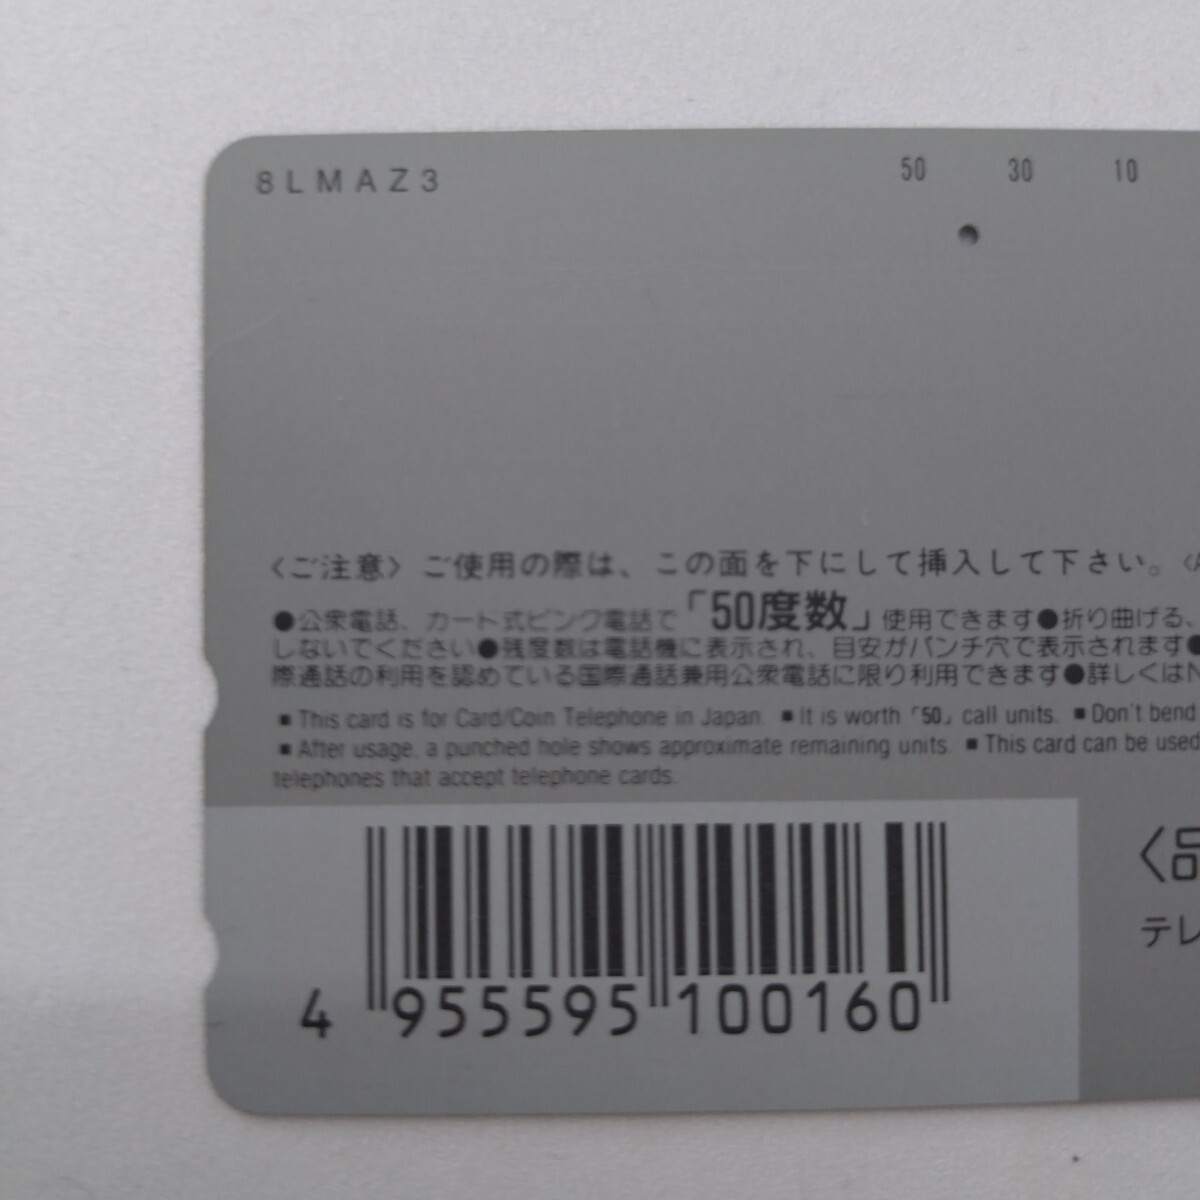 8LMAZ3
50 30 10
〈ご注意〉ご使用の際は、この面を下にして挿入して下さい。〈A
●公衆電話、カード式ピンク電話で「50度数」使用できます●折り曲げる、
しないでください●残度数は電話機に表示され、目安がパンチ穴で表示されます●
際通話の利用を認めている国際通話兼用公衆電話に限り利用できます●詳しくはN
■This card is for Card/Coin Telephone in Japan. ■It is worth「50」call units. ■Don't bend
■After usage, a punched hole shows approximate remaining units. ■This card can be used
telephones that accept telephone cards.
〈品
テレ
4 955595 100160